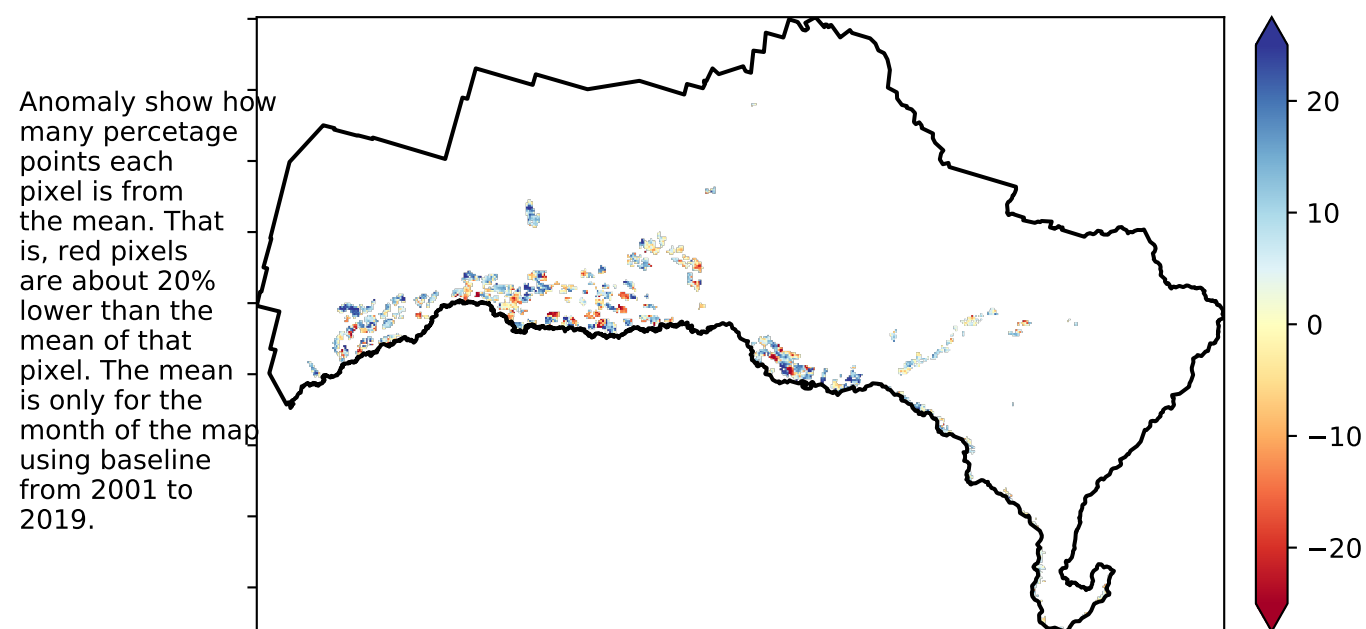 Anomaly show how
many percetage
points each
pixel is from
the mean. That
is, red pixels
are about 20%
lower than the
mean of that
pixel. The mean
is only for the
month of the map
using baseline
from 2001 to
2019.
20
10
0
−10
−20